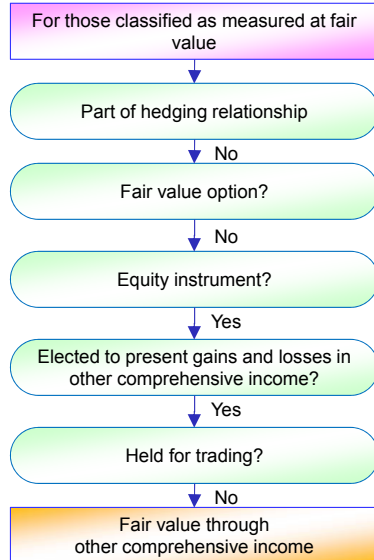 For those classified as measured at fair
value
Part of hedging relationship
No
Fair value option?
No
Equity instrument?
Yes
Elected to present gains and losses in
other comprehensive income?
Yes
Held for trading?
No
Fair value through
other comprehensive income